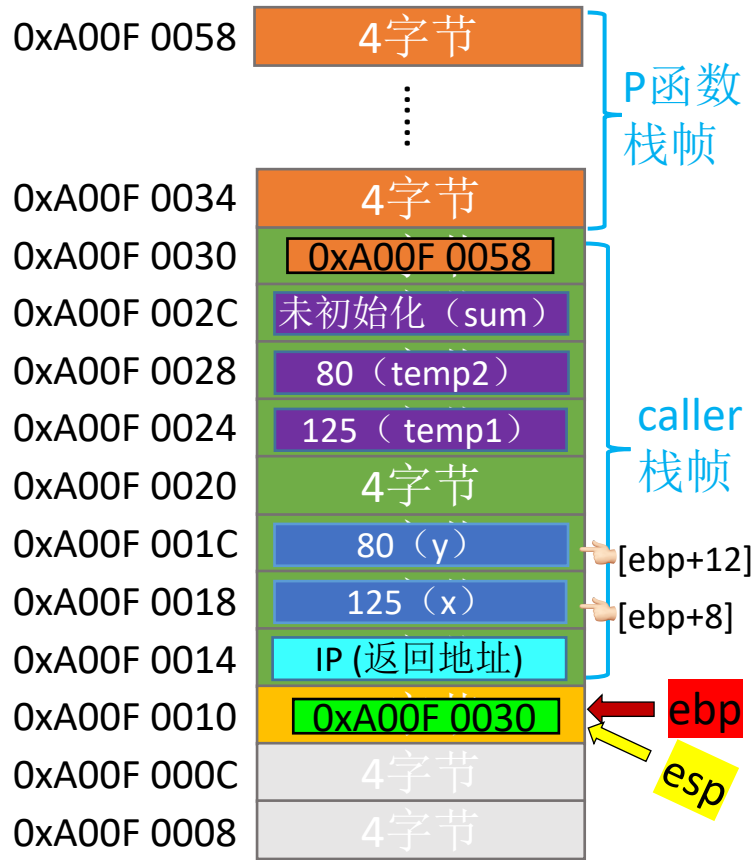 0xA00F 0058 4字节
......
P函数
栈帧
0xA00F 0034 4字节
0xA00F 0030 0xA00F 0058
0xA00F 002C 未初始化（sum）
0xA00F 0028 80（temp2）
0xA00F 0024 125（ temp1）
caller
栈帧
0xA00F 0020 4字节
0xA00F 001C 80（y） [ebp+12]
0xA00F 0018 125（x） [ebp+8]
0xA00F 0014 IP (返回地址)
0xA00F 0010 0xA00F 0030 ebp
esp
0xA00F 000C 4字节
0xA00F 0008 4字节